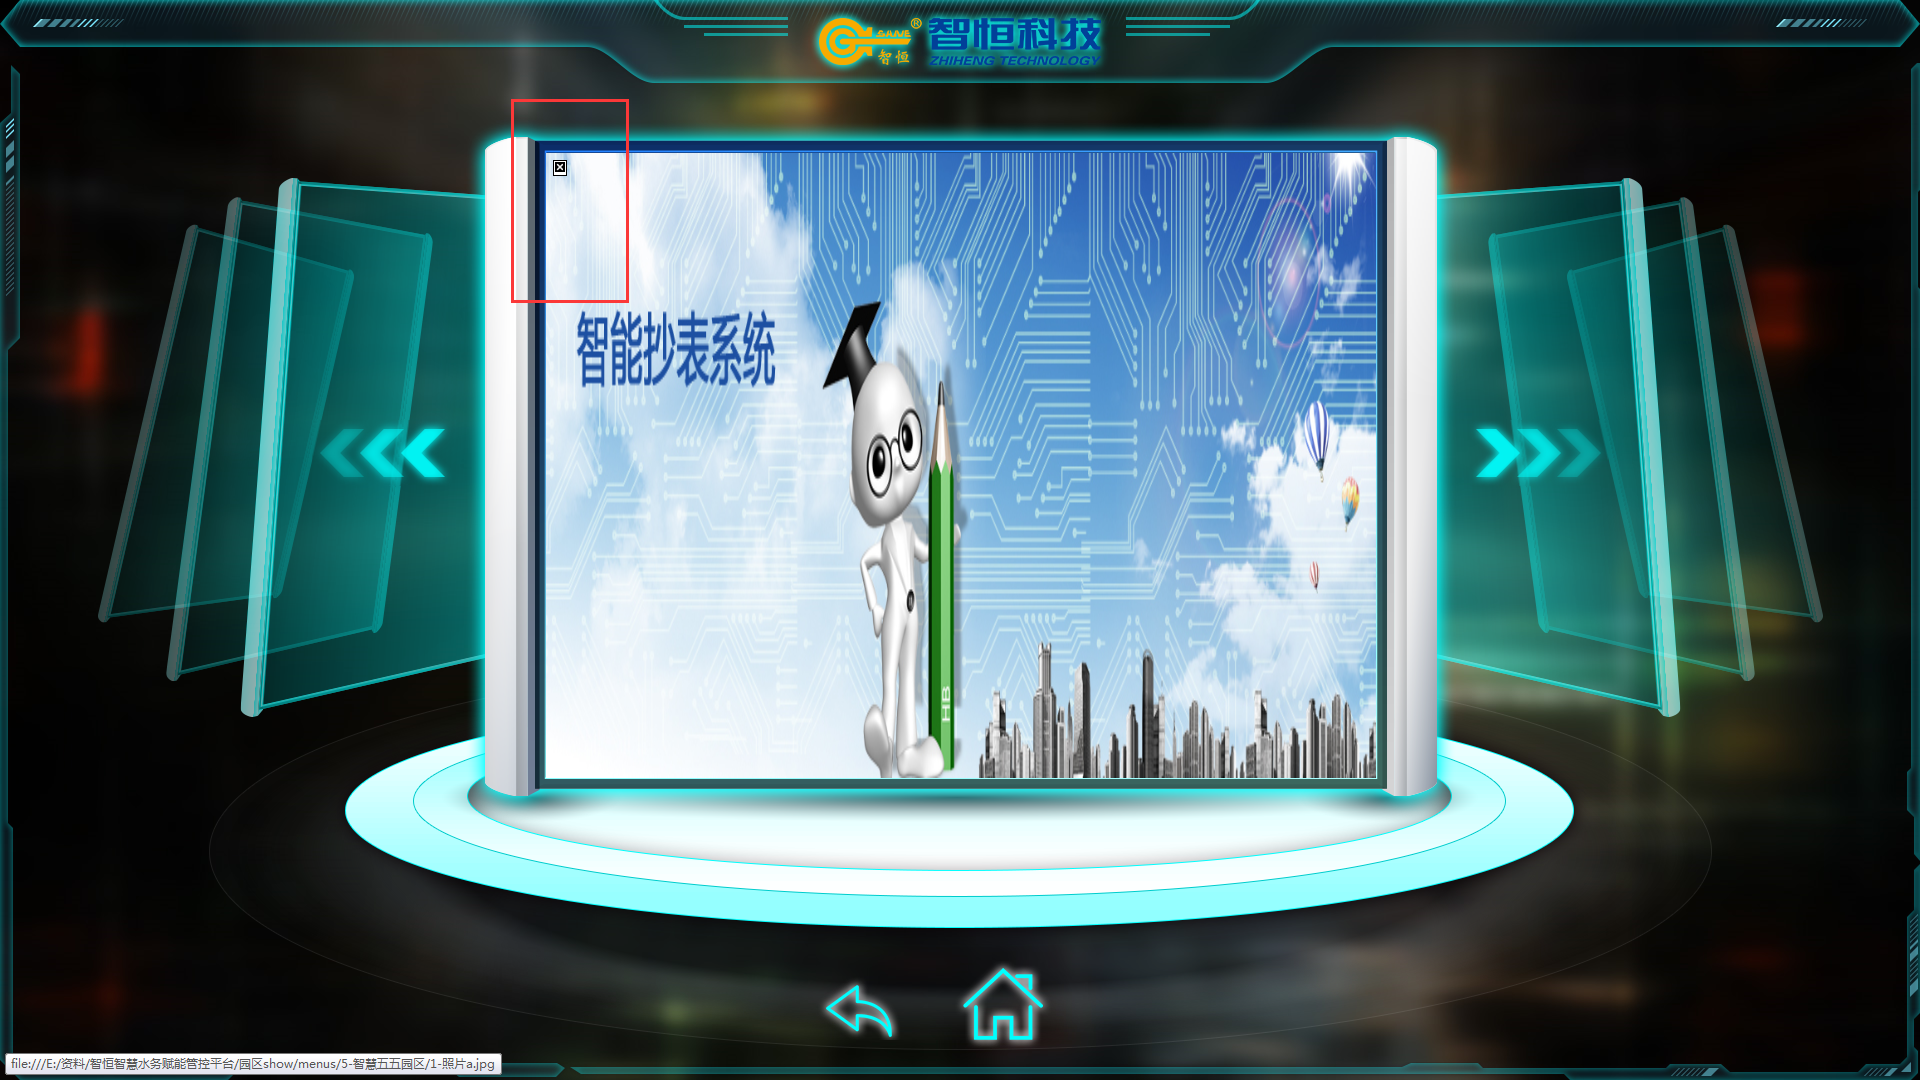 SAIVE®
智恒
智恒科技
ZHIHENG TECHNOLOGY
智能抄表系统
HB
file:///E:/资料/智恒智慧水务赋能管控平台/园区show/menus/5-智慧五五园区/1-照片a.jpg